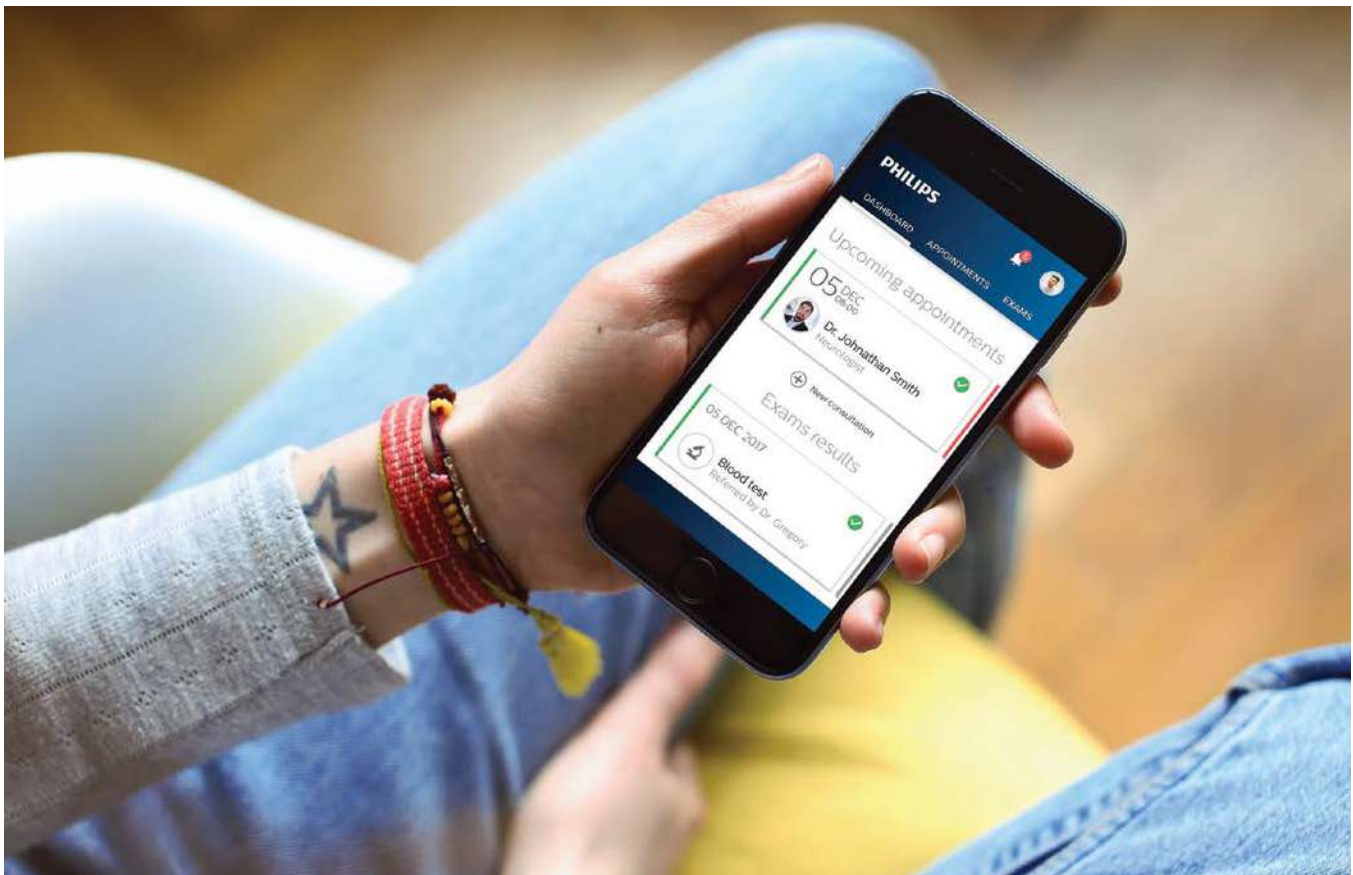 PHILIPS
DASHBOARD APPOINTMENTS EXAMS
Upcoming appointments
05 DEC
08:00
Dr. Johnathan Smith
Neurologist
New consultation
Exams results
05 DEC 2017
Blood test
Referred by Dr. Gregory